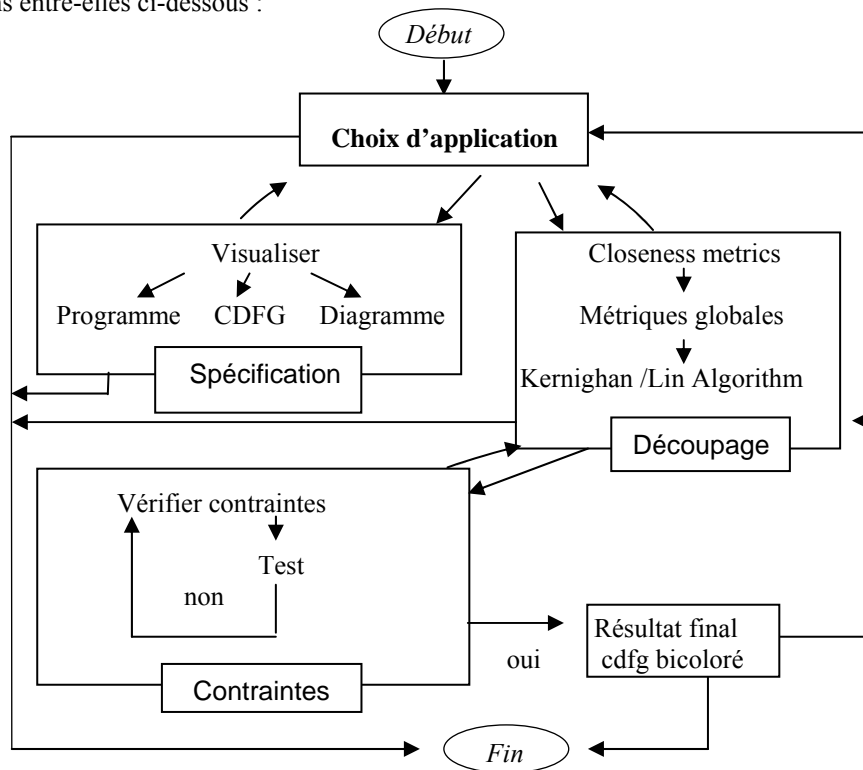 entre-elles ci-dessous :
Début
Choix d'application
Visualiser
Programme CDFG Diagramme
Spécification
Closeness metrics
Métriques globales
Kernighan /Lin Algorithm
Découpage
Vérifier contraintes
Test
non
Contraintes
oui
Résultat final
cdfg bicoloré
Fin